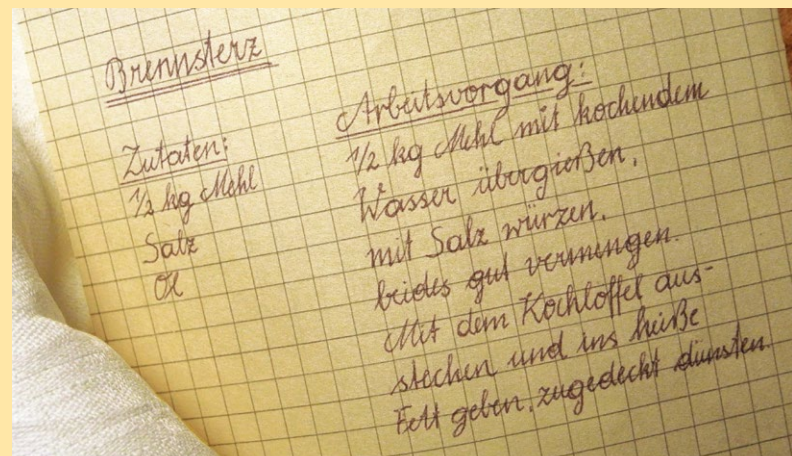 Brennsterz
Zutaten:
1/2 kg Mehl
Salz
Öl
Arbeitsvorgang:
1/2 kg Mehl mit kochendem
Wasser übergießen,
mit Salz würzen,
beides gut vermengen.
Mit dem Kochlöffel aus-
stechen und ins heiße
Fett geben, zugedeckt dünsten.